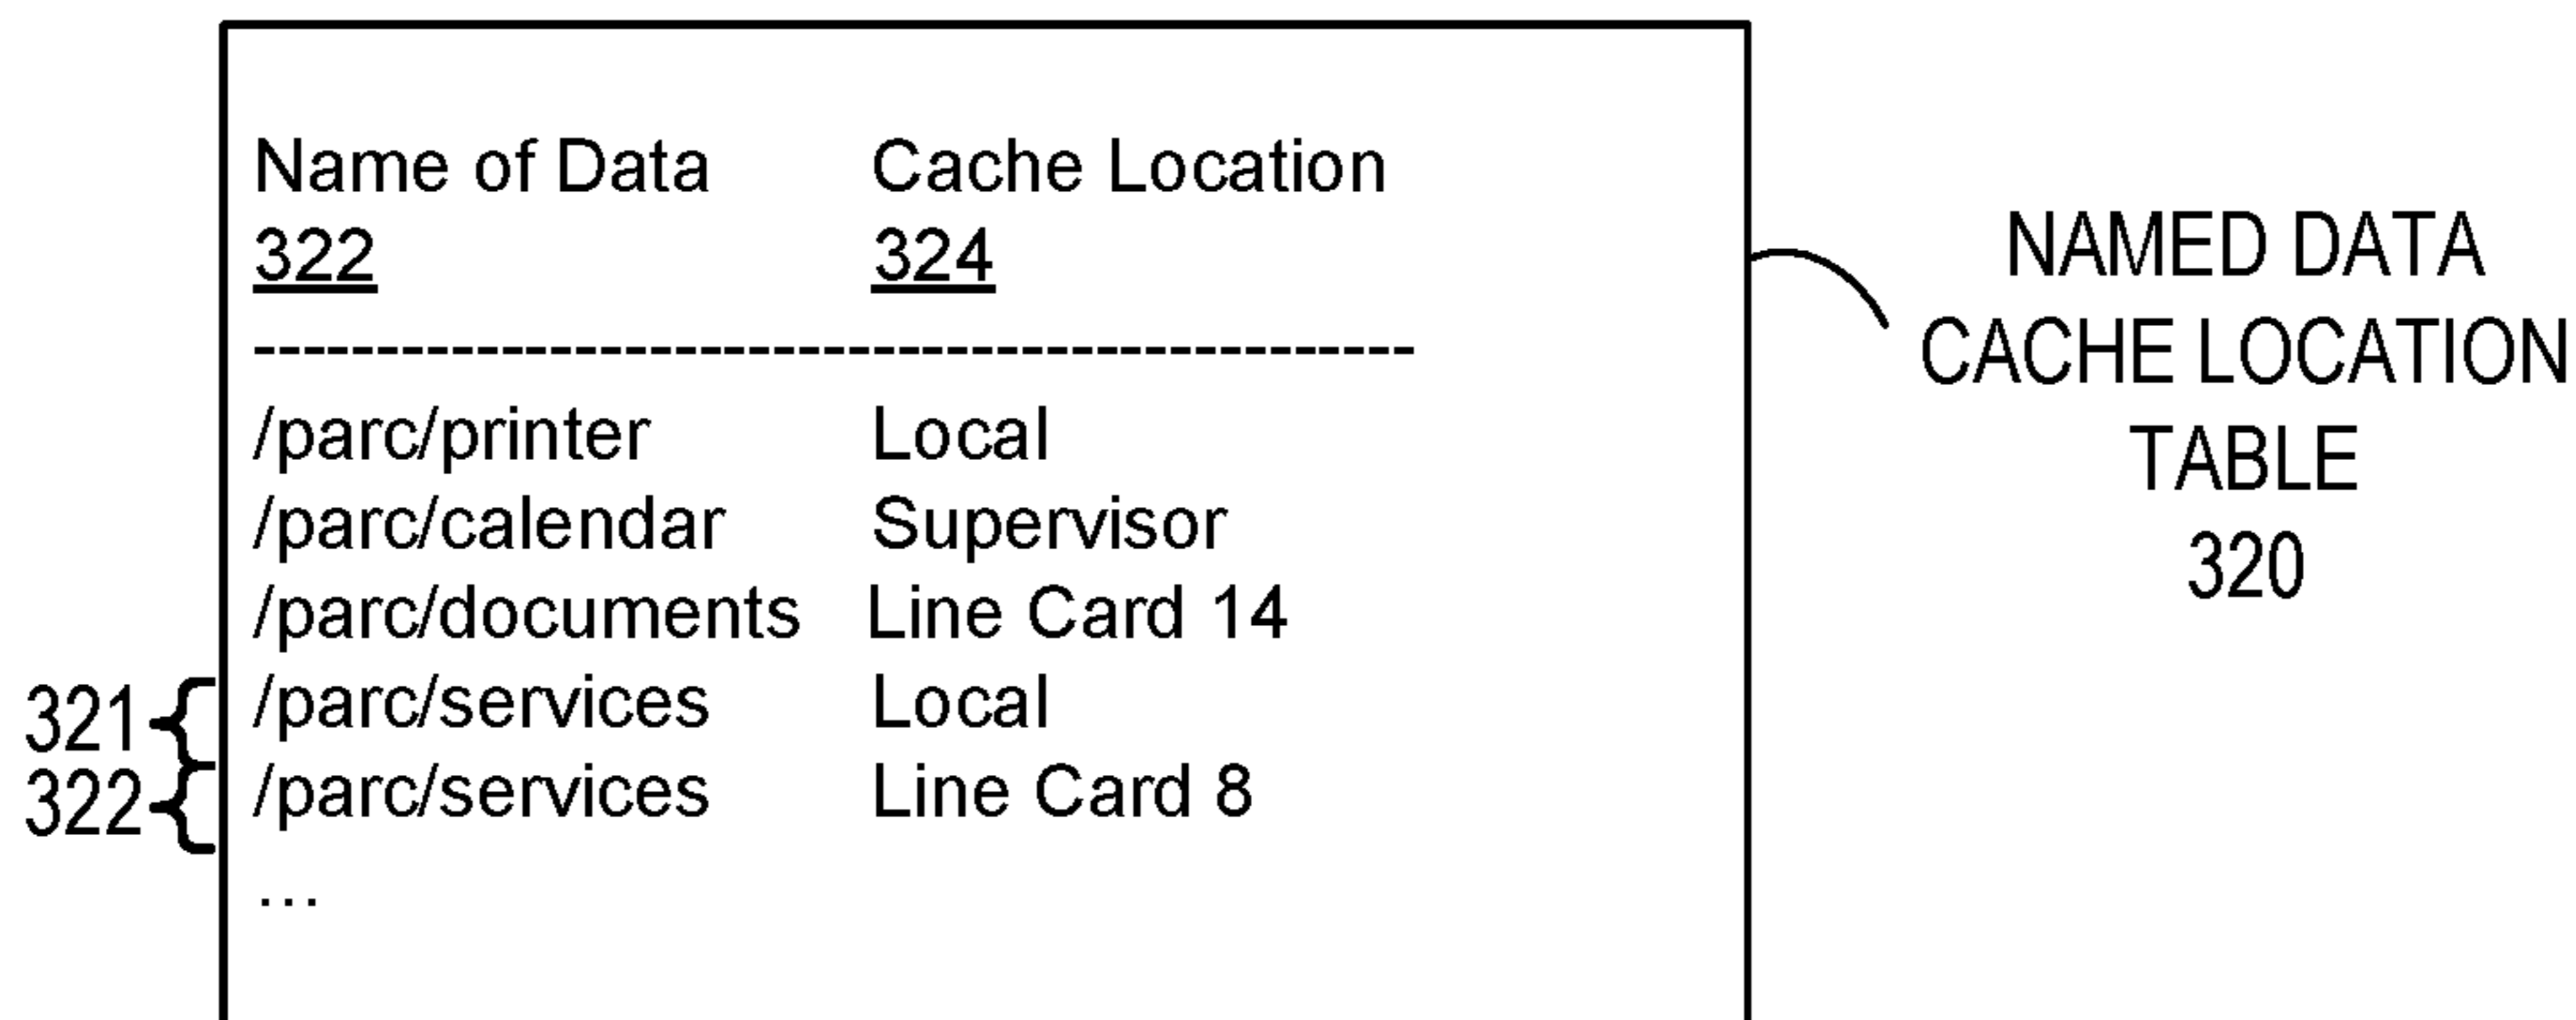 Name of Data Cache Location
322 324
-----------------------------------------------
/parc/printer Local
/parc/calendar Supervisor
/parc/documents Line Card 14
321 /parc/services Local
322 /parc/services Line Card 8
...
NAMED DATA
CACHE LOCATION
TABLE
320